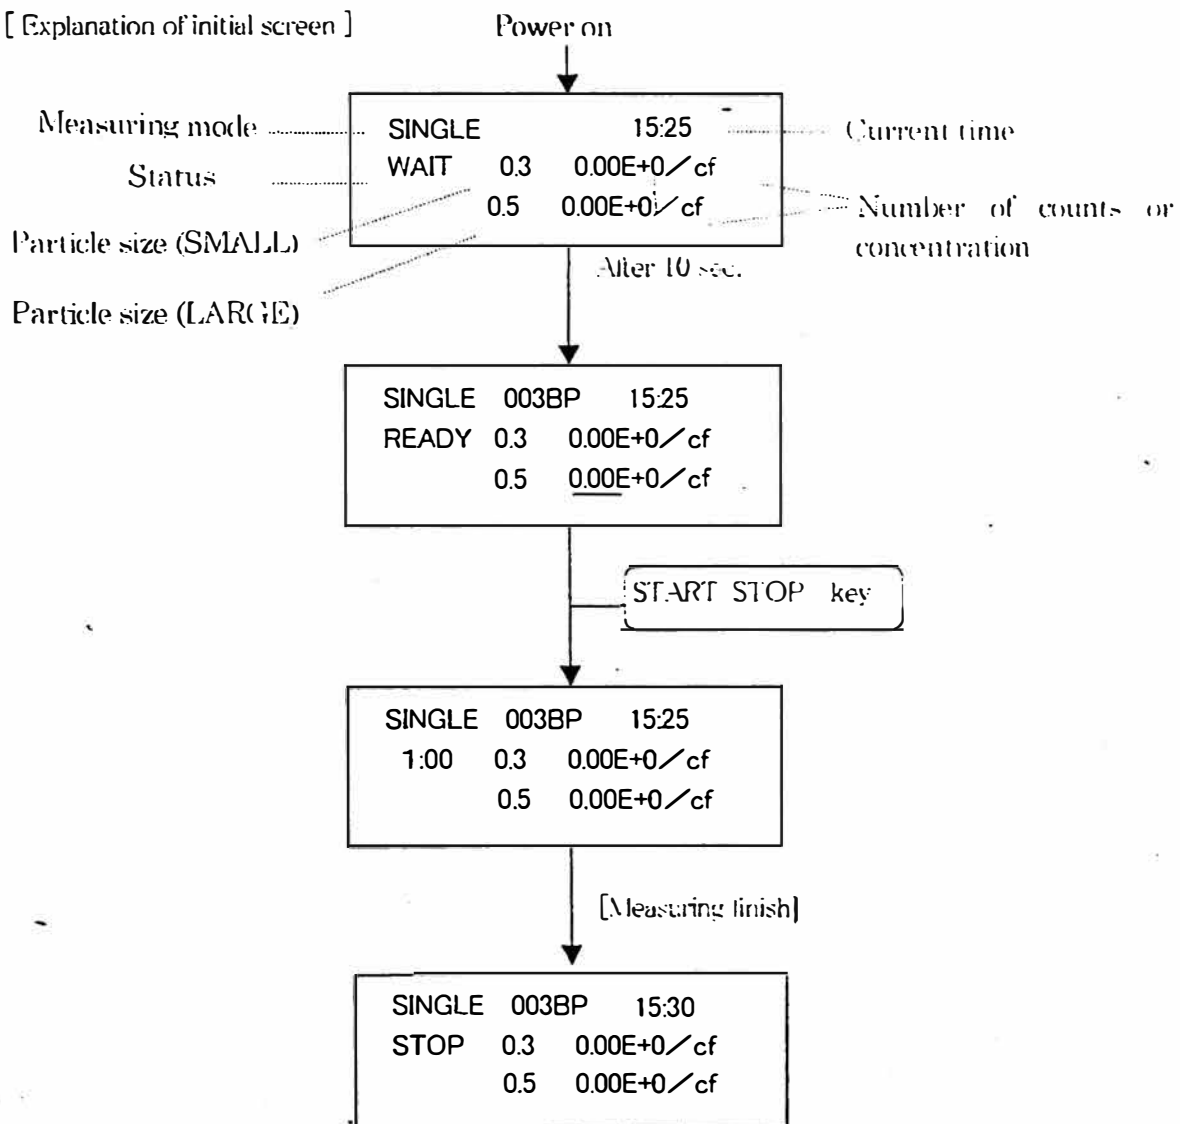 [ Explanation of initial screen ]
Power on
Measuring mode
SINGLE 15:25
Current time
Status
WAIT 0.3 0.00E+0/cf
0.5 0.00E+0/cf
Number of counts or
concentration
Particle size (SMALL)
Particle size (LARGE)
After 10 sec.
SINGLE 003BP 15:25
READY 0.3 0.00E+0/cf
0.5 0.00E+0/cf
START STOP key
SINGLE 003BP 15:25
1:00 0.3 0.00E+0/cf
0.5 0.00E+0/cf
[Measuring finish]
SINGLE 003BP 15:30
STOP 0.3 0.00E+0/cf
0.5 0.00E+0/cf